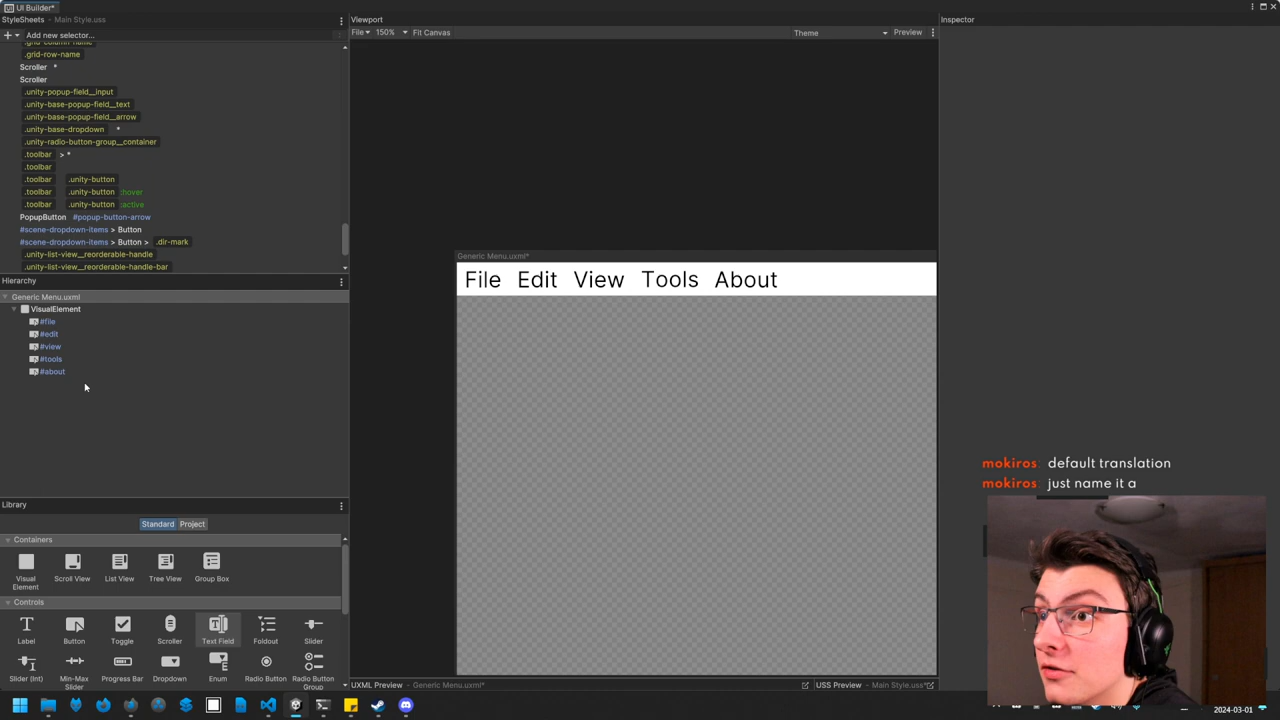 UI Builder*
StyleSheets - Main Style.uss
Add new selector...
.grid-column-name
.grid-row-name
Scroller *
Scroller
.unity-popup-field__input
.unity-base-popup-field__text
.unity-base-popup-field__arrow
.unity-base-dropdown *
.unity-radio-button-group__container
.toolbar > *
.toolbar
.toolbar .unity-button
.toolbar .unity-button :hover
.toolbar .unity-button :active
PopupButton #popup-button-arrow
#scene-dropdown-items > Button
#scene-dropdown-items > Button > .dir-mark
.unity-list-view__reorderable-handle
.unity-list-view__reorderable-handle-bar
Hierarchy
Generic Menu.uxml
VisualElement
#file
#edit
#view
#tools
#about
Library
Standard Project
Containers
Visual Element
Scroll View
List View
Tree View
Group Box
Controls
Label
Button
Toggle
Scroller
Text Field
Foldout
Slider
Slider (Int)
Min-Max Slider
Progress Bar
Dropdown
Enum
Radio Button
Radio Button Group
Viewport
File 150% Fit Canvas
Theme
Preview
Generic Menu.uxml*
File Edit View Tools About
UXML Preview Generic Menu.uxml*
USS Preview Main Style.uss*
Inspector
mokiros: default translation
mokiros: just name it a
2024-03-01